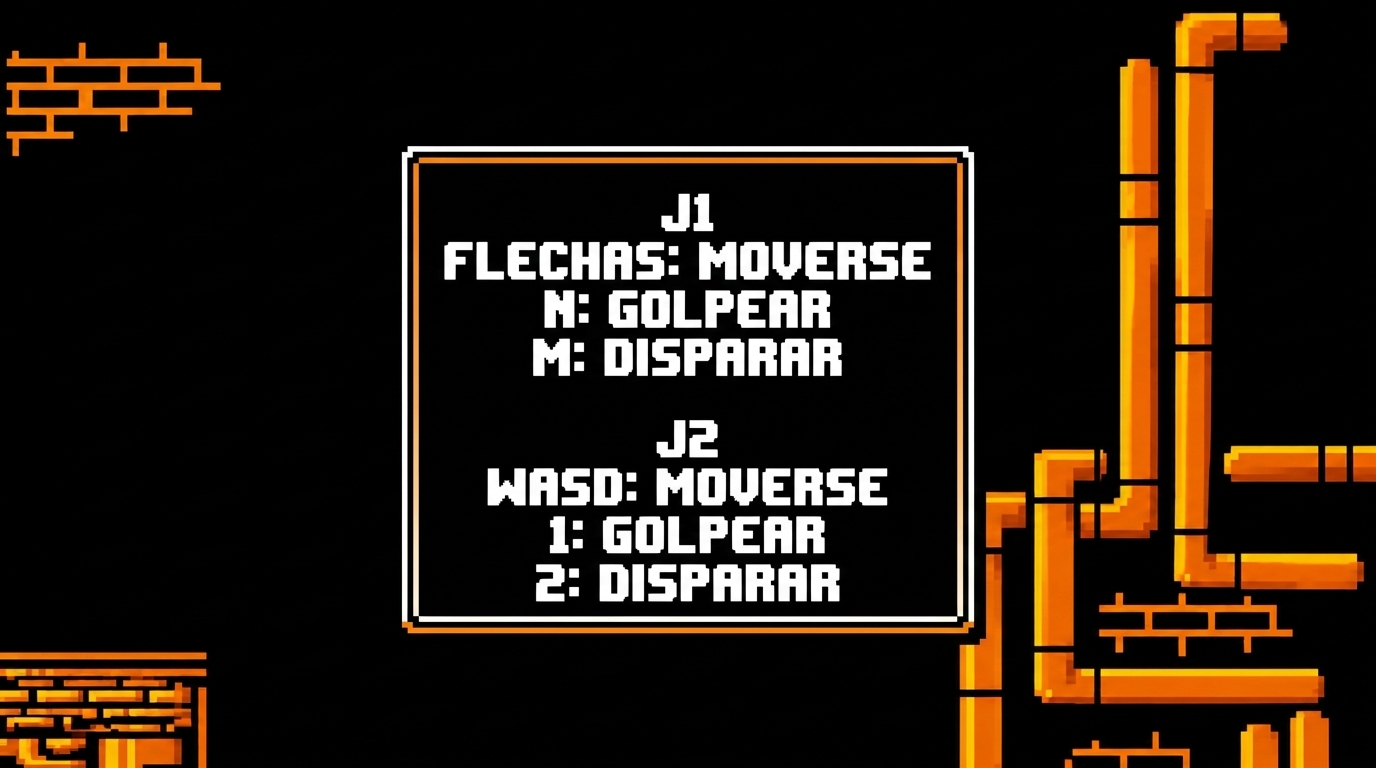 J1
FLECHAS: MOVERSE
N: GOLPEAR
M: DISPARAR
J2
WASD: MOVERSE
1: GOLPEAR
2: DISPARAR